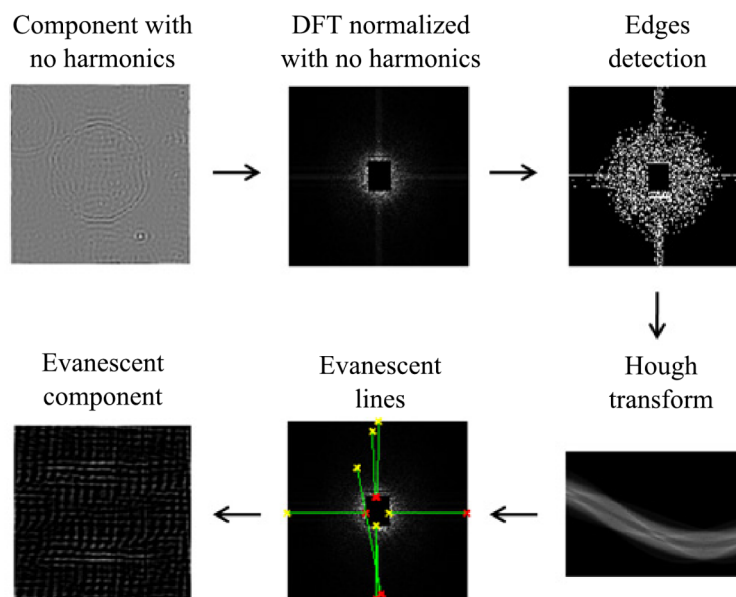 Component with
no harmonics
DFT normalized
with no harmonics
Edges
detection
Evanescent
component
Evanescent
lines
Hough
transform